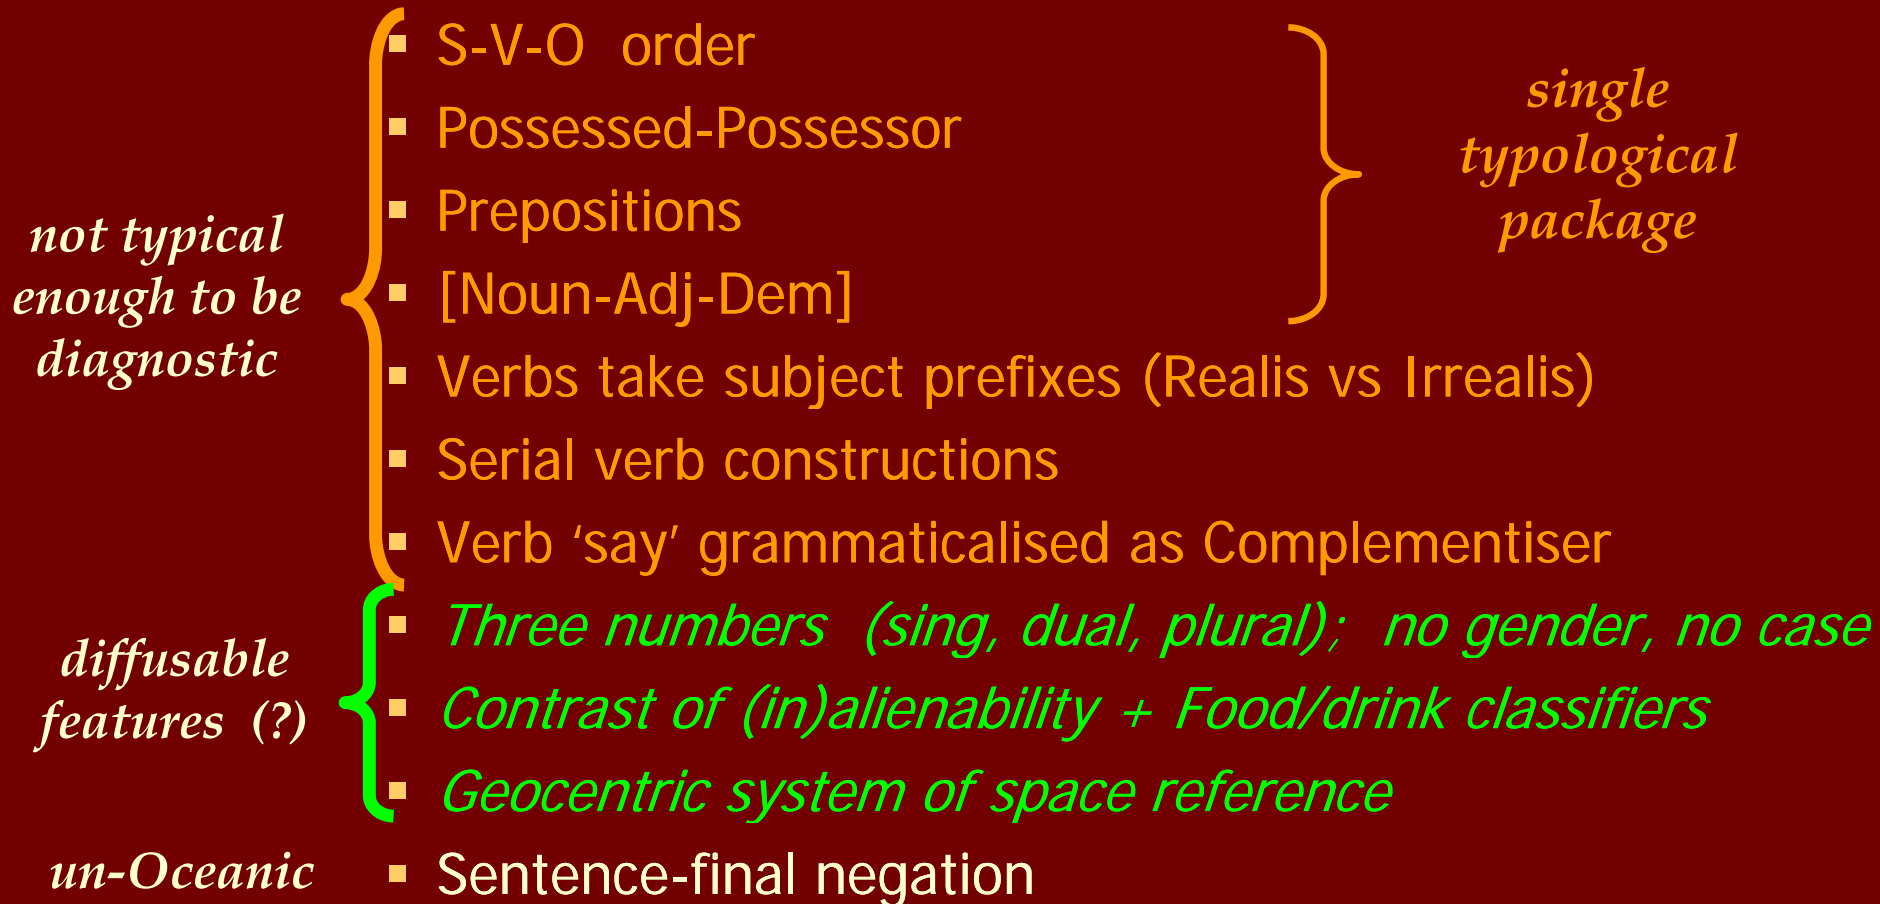 S-V-O order
Possessed-Possessor
Prepositions
[Noun-Adj-Dem]
single
typological
package
Verbs take subject prefixes (Realis vs Irrealis)
Serial verb constructions
Verb ‘say’ grammaticalised as Complementiser
not typical
enough to be
diagnostic
Three numbers (sing, dual, plural); no gender, no case
Contrast of (in)alienability + Food/drink classifiers
Geocentric system of space reference
diffusable
features (?)
un-Oceanic
Sentence-final negation